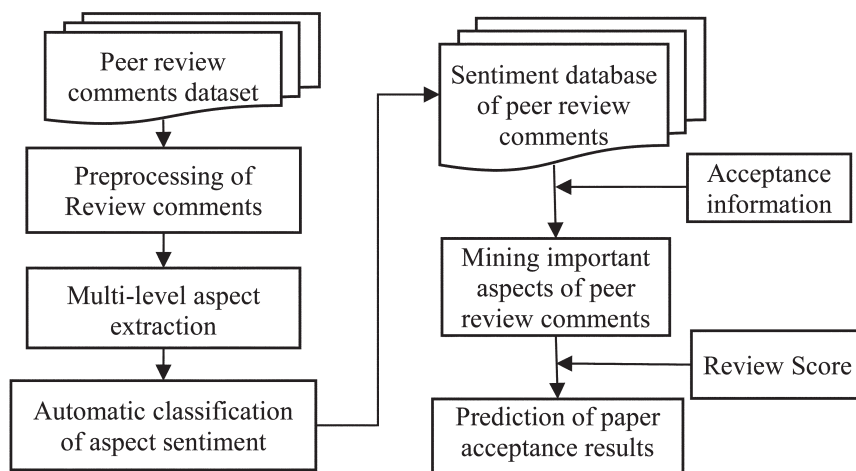 Peer review
comments dataset
Preprocessing of
Review comments
Multi-level aspect
extraction
Automatic classification
of aspect sentiment
Sentiment database
of peer review
comments
Acceptance
information
Mining important
aspects of peer
review comments
Review Score
Prediction of paper
acceptance results